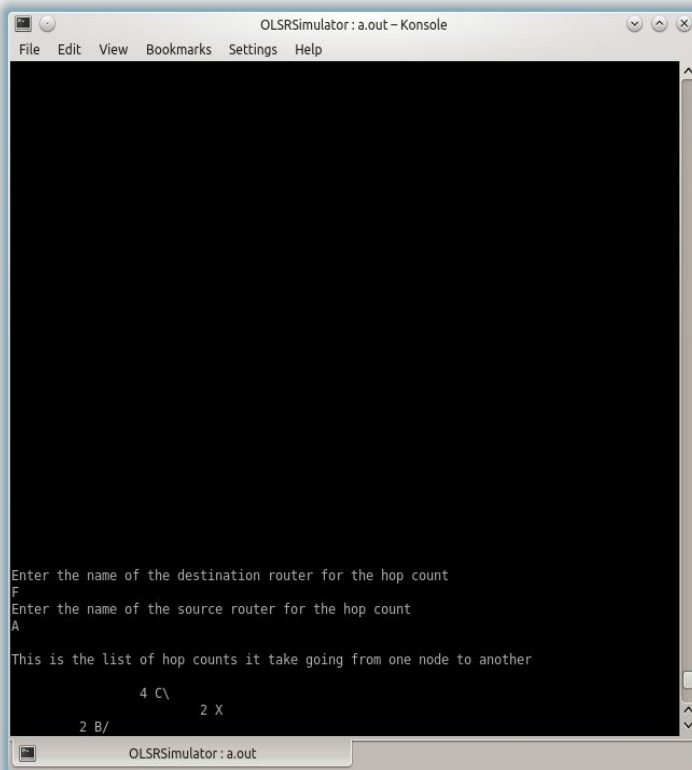 OLSRSimulator : a.out – Konsole
File Edit View Bookmarks Settings Help
Enter the name of the destination router for the hop count
F
Enter the name of the source router for the hop count
A
This is the list of hop counts it take going from one node to another
4 C\
2 X
2 B/
OLSRSimulator : a.out